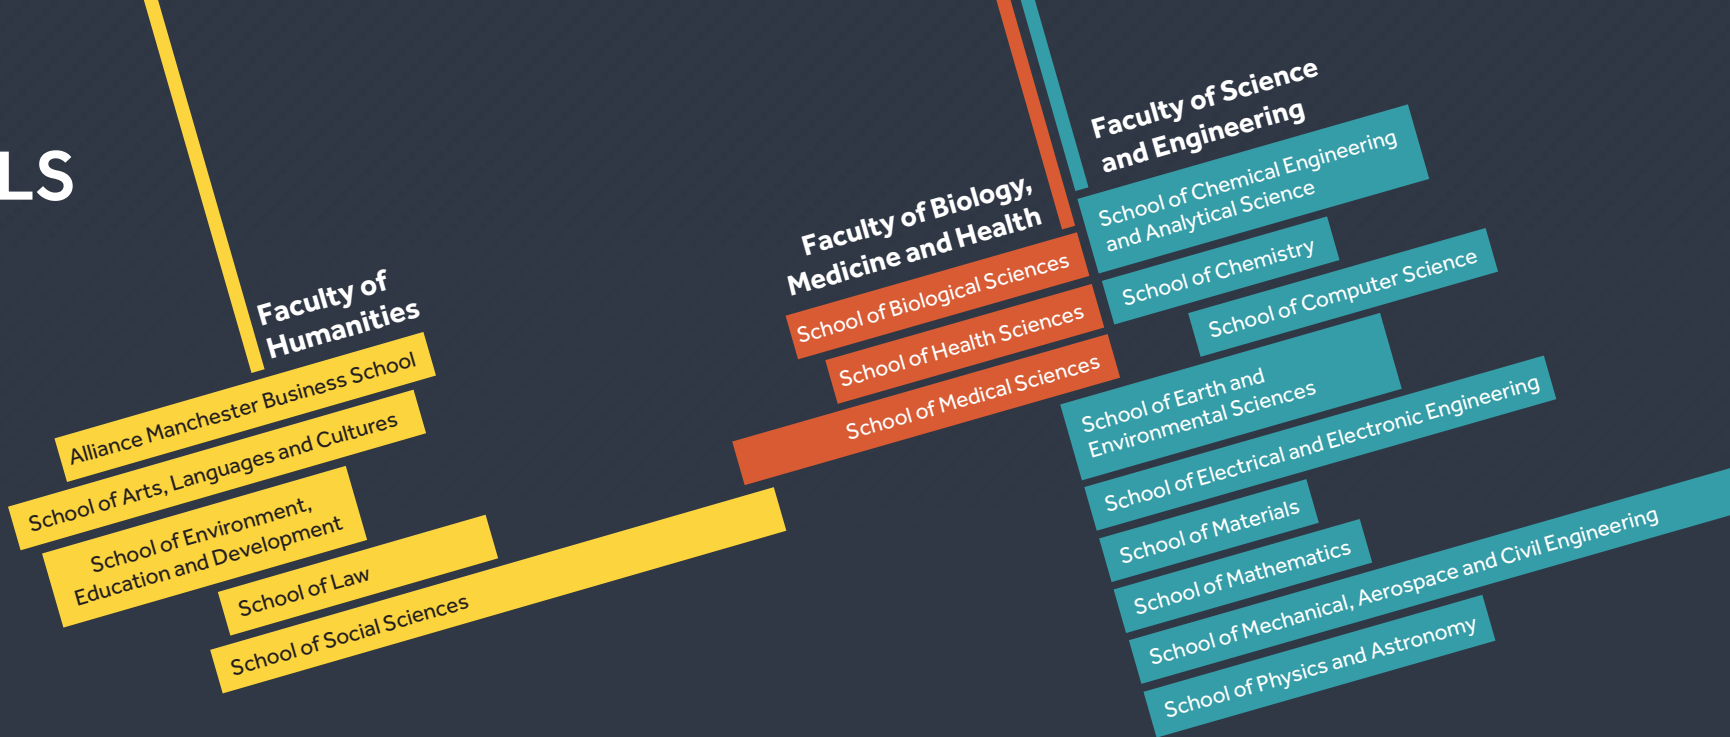 LS
Faculty of
Humanities
Alliance Manchester Business School
School of Arts, Languages and Cultures
School of Environment,
Education and Development
School of Law
School of Social Sciences
Faculty of Biology,
Medicine and Health
School of Biological Sciences
School of Health Sciences
School of Medical Sciences
Faculty of Science
and Engineering
School of Chemical Engineering
and Analytical Science
School of Chemistry
School of Computer Science
School of Earth and
Environmental Sciences
School of Electrical and Electronic Engineering
School of Materials
School of Mathematics
School of Mechanical, Aerospace and Civil Engineering
School of Physics and Astronomy